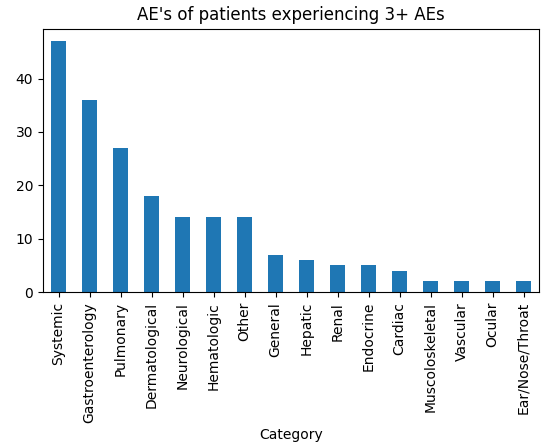 AE's of patients experiencing 3+ AEs
40
30
20
10
0
Systemic
Gastroenterology
Pulmonary
Dermatological
Neurological
Hematologic
Other
General
Hepatic
Renal
Endocrine
Cardiac
Muscoloskeletal
Vascular
Ocular
Ear/Nose/Throat
Category